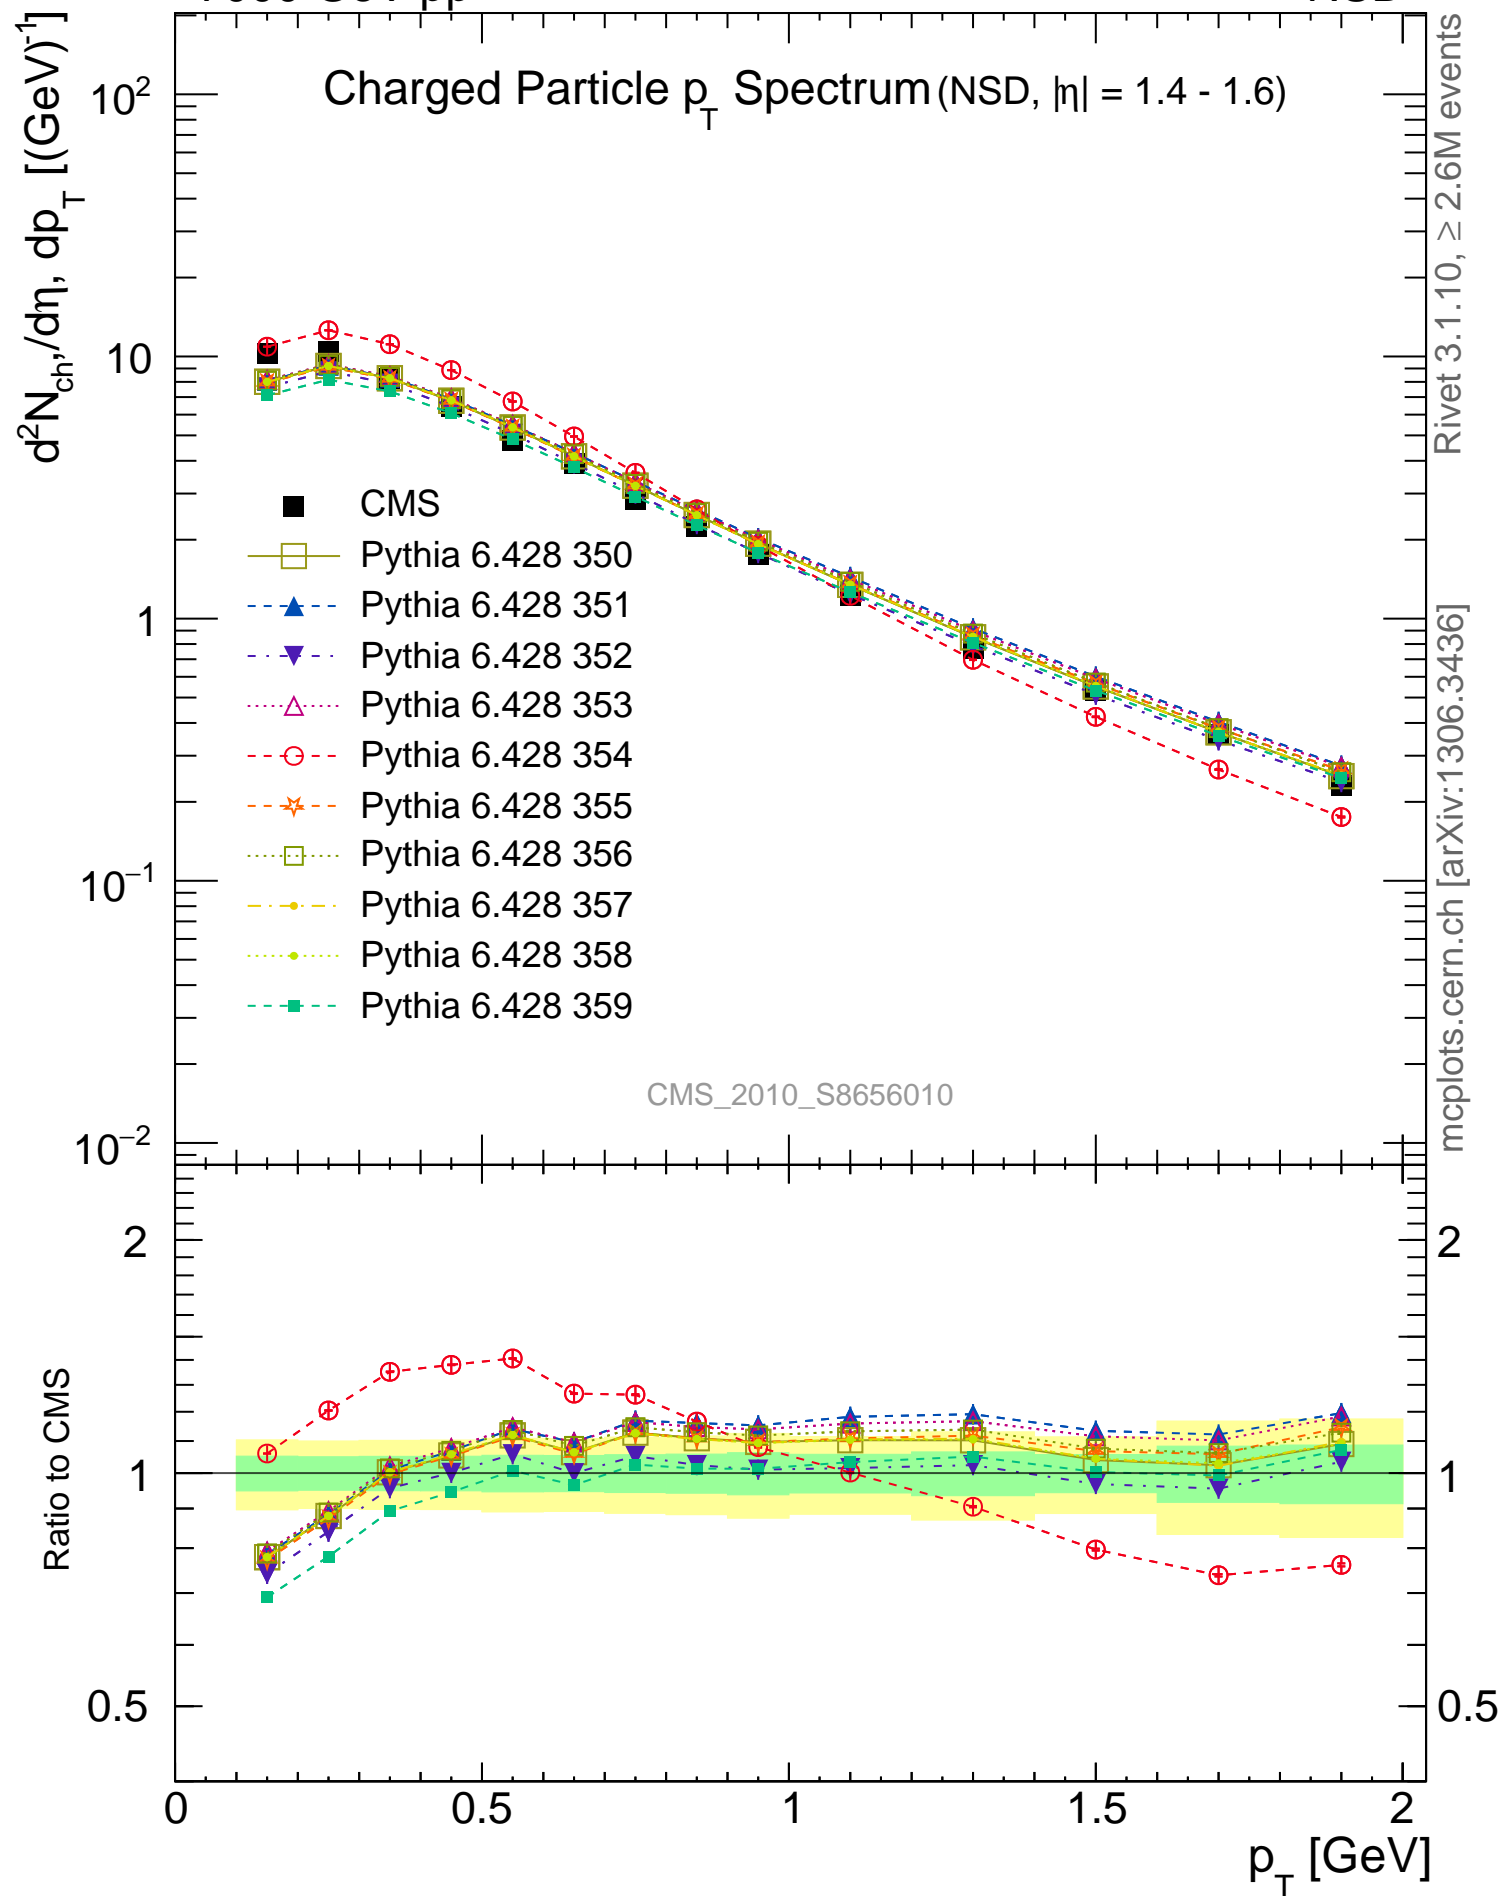 Charged Particle p_T Spectrum (NSD, |η| = 1.4 - 1.6)
d²N_ch,/dη, dp_T [(GeV)⁻¹]
10²
10
1
10⁻¹
10⁻²
CMS
Pythia 6.428 350
Pythia 6.428 351
Pythia 6.428 352
Pythia 6.428 353
Pythia 6.428 354
Pythia 6.428 355
Pythia 6.428 356
Pythia 6.428 357
Pythia 6.428 358
Pythia 6.428 359
CMS_2010_S8656010
Rivet 3.1.10, ≥ 2.6M events
mcplots.cern.ch [arXiv:1306.3436]
Ratio to CMS
2
1
0.5
2
1
0.5
0 0.5 1 1.5 2
p_T [GeV]